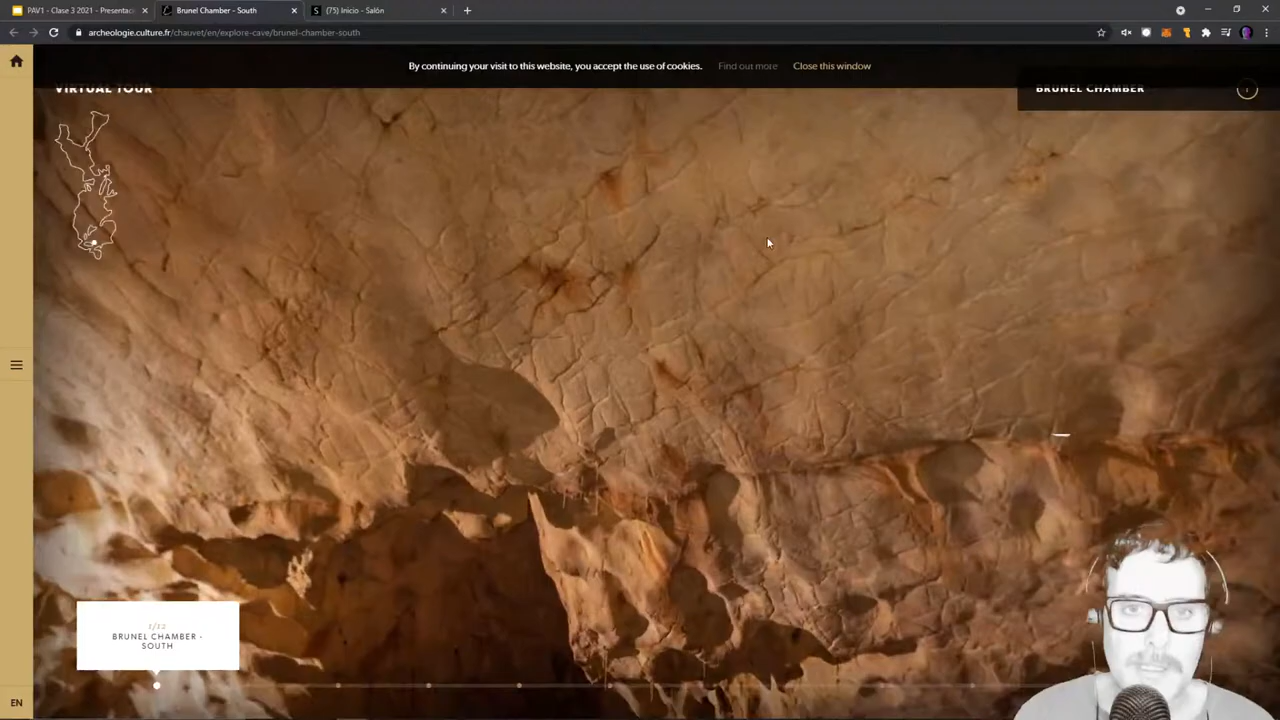 PAV1 - Clase 3 2021 - Presentaci
Brunel Chamber - South
(75) Inicio - Salón
archeologie.culture.fr/chauvet/en/explore-cave/brunel-chamber-south
By continuing your visit to this website, you accept the use of cookies. Find out more Close this window
VIRTUAL TOUR
BRUNEL CHAMBER
1/12
BRUNEL CHAMBER -
SOUTH
EN